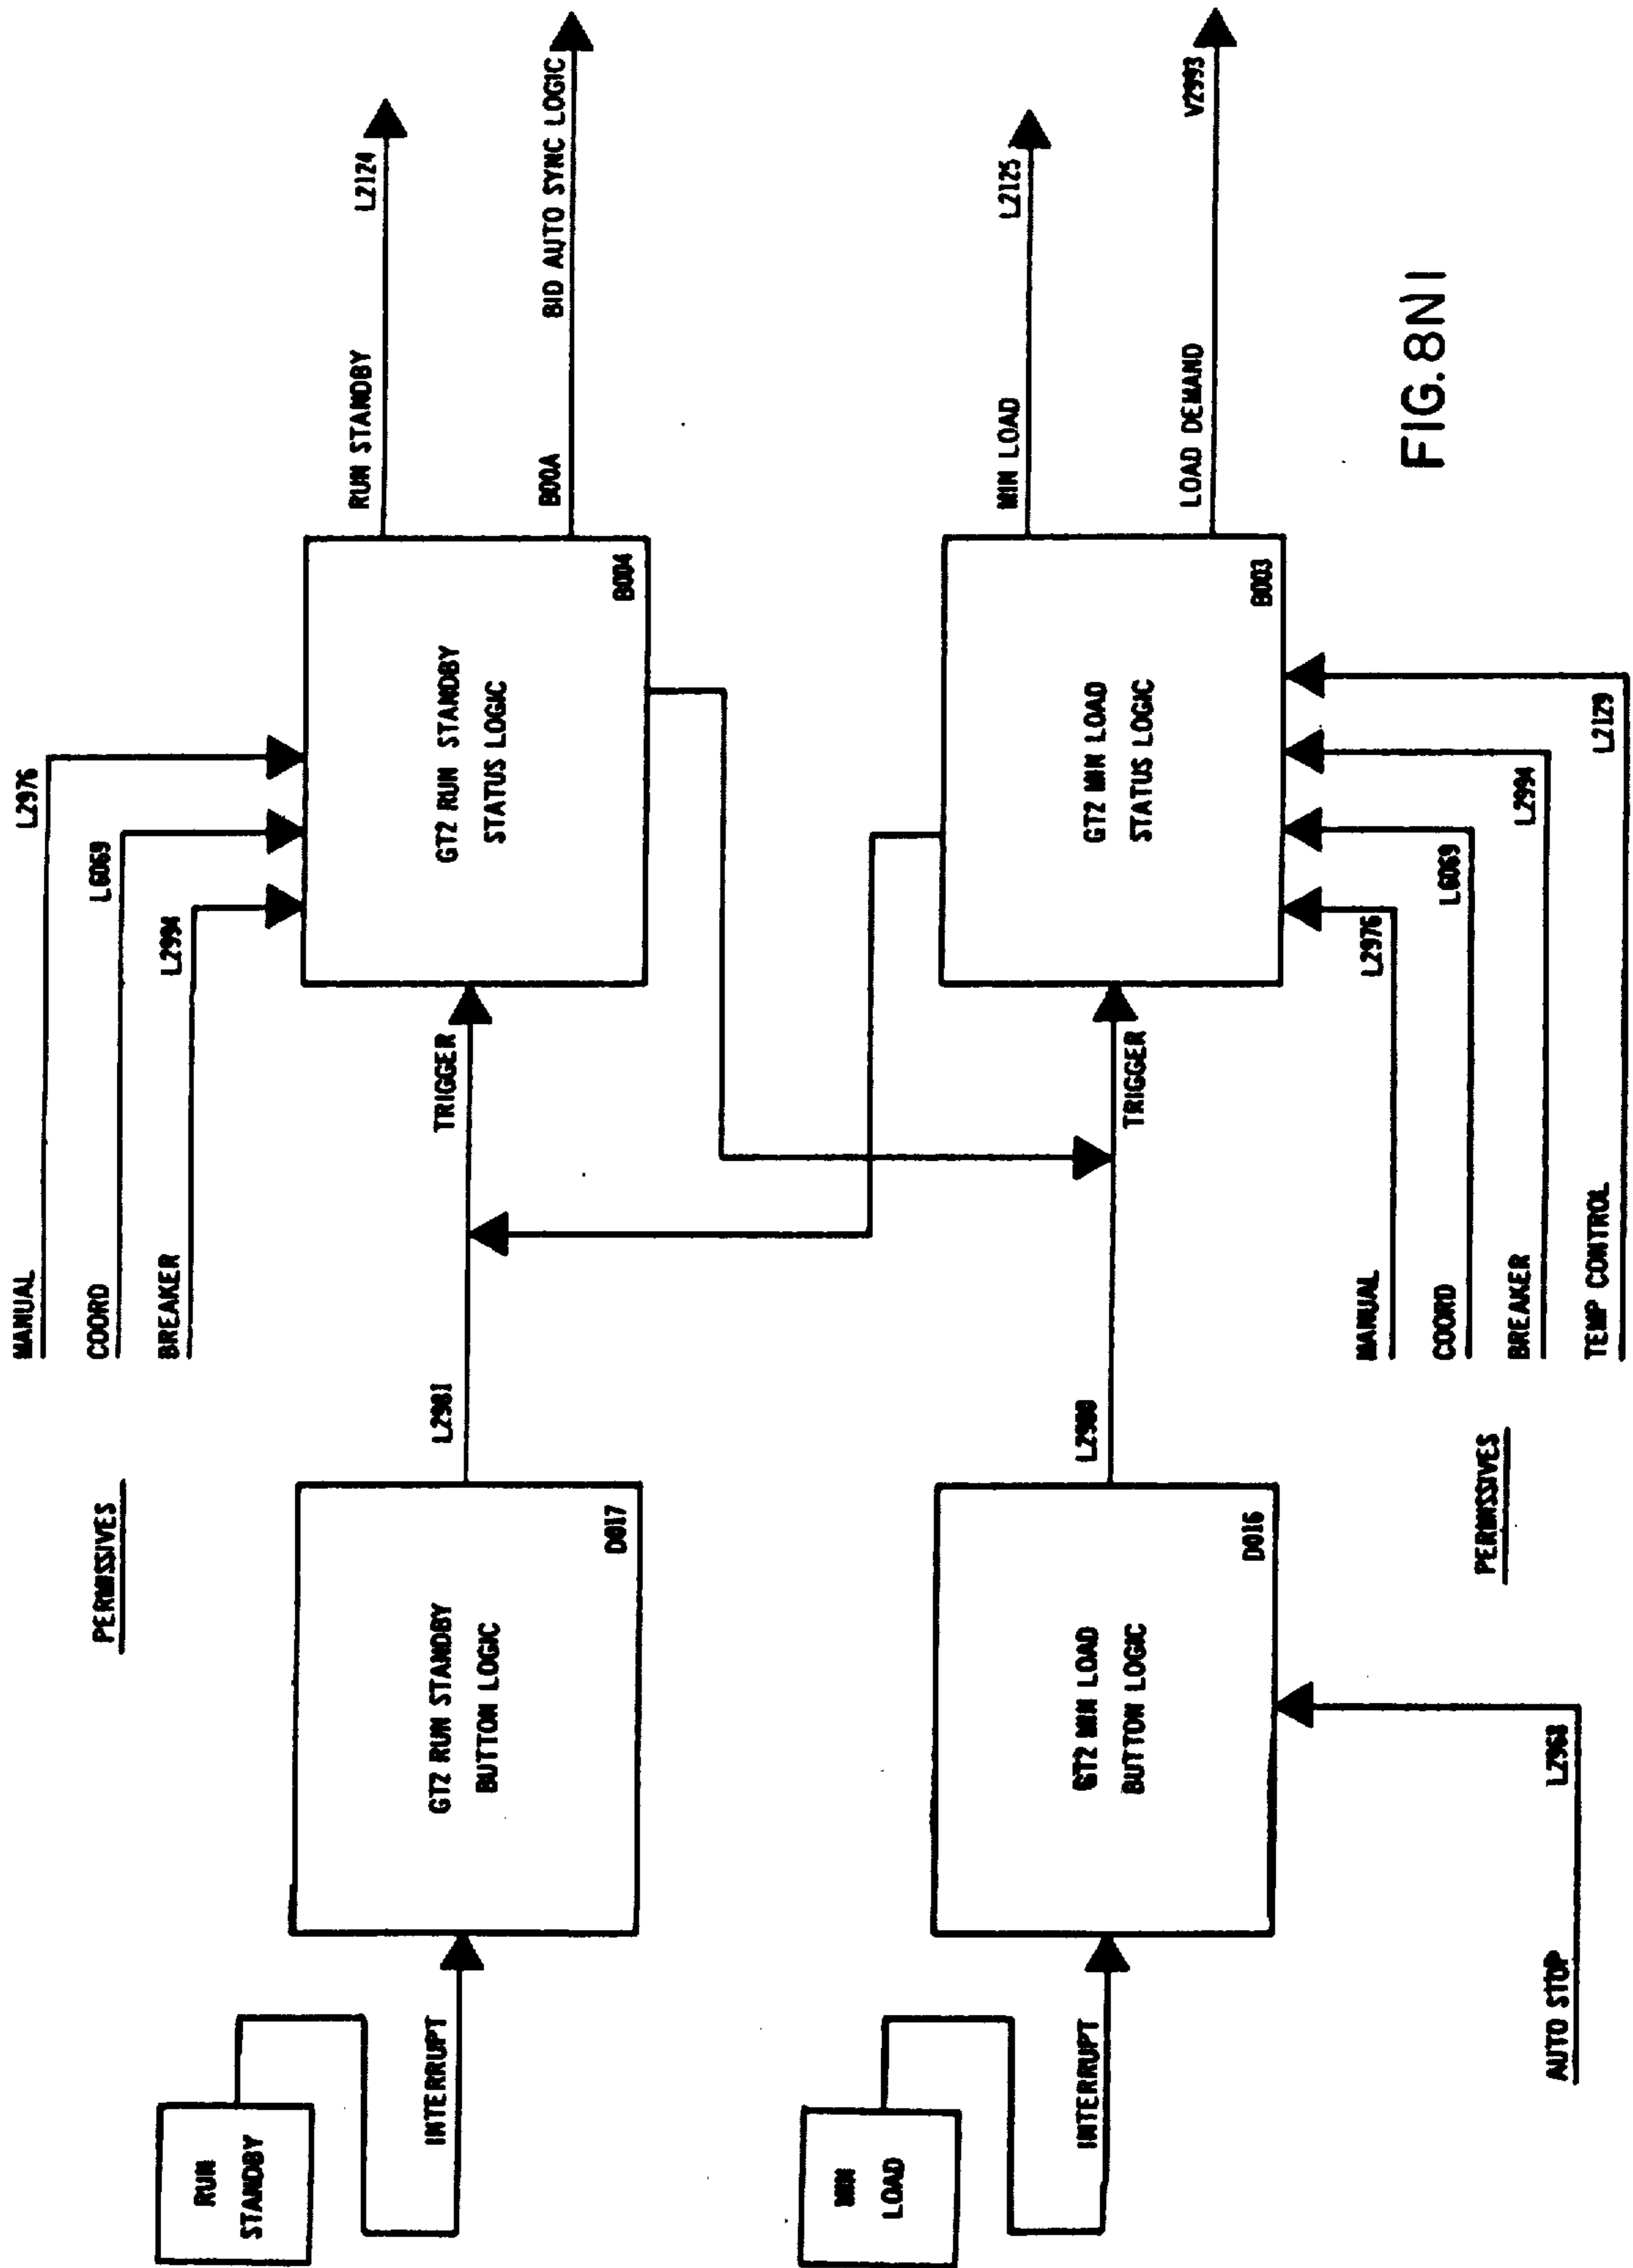 PERMISSIVES
MANUAL
L2976
COORD
L6069
BREAKER
L2994
RUN
STANDBY
INTERRUPT
GT2 RUN STANDBY
BUTTON LOGIC
D017
L2981
TRIGGER
GT2 RUN STANDBY
STATUS LOGIC
B004
RUN STANDBY
L2124
B00A
BID AUTO SYNC LOGIC
MIN
LOAD
INTERRUPT
GT2 MIN LOAD
BUTTON LOGIC
D016
L2980
TRIGGER
GT2 MIN LOAD
STATUS LOGIC
B003
MIN LOAD
L2125
LOAD DEMAND
V2993
AUTO STOP
L2968
PERMISSIVES
MANUAL
L2976
COORD
L6069
BREAKER
L2994
TEMP CONTROL
L2129
FIG.8N1